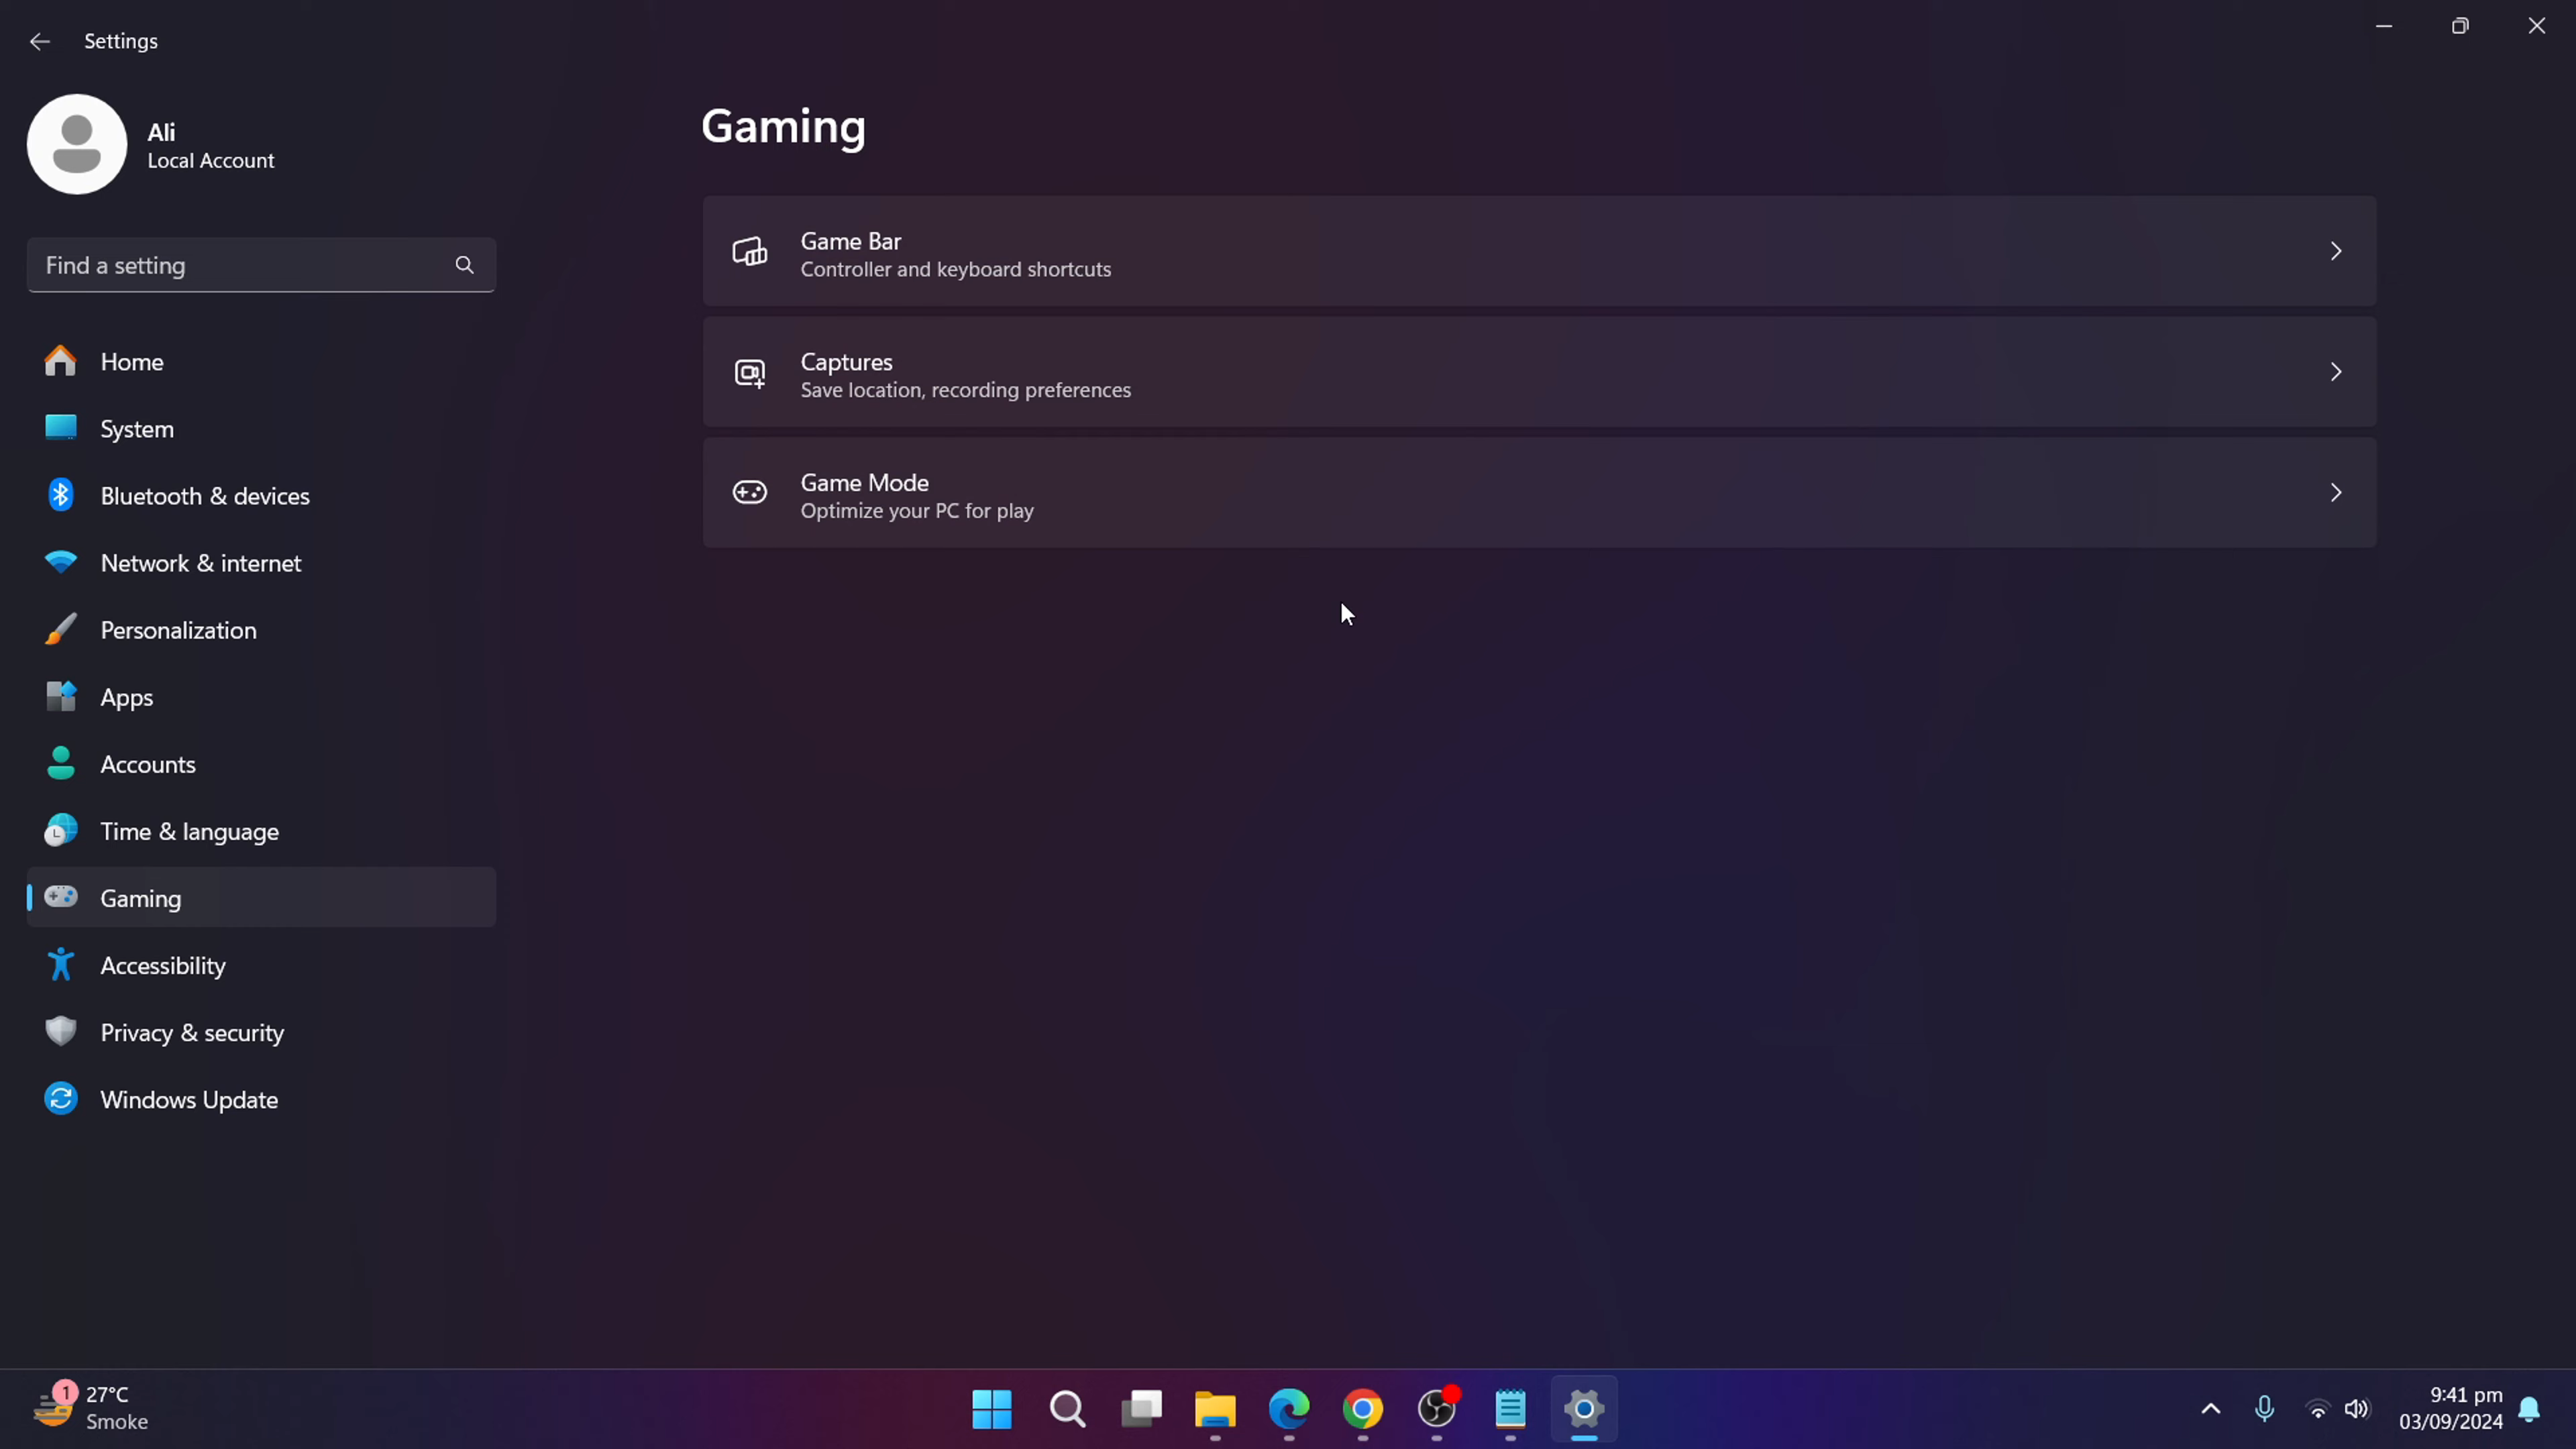 Settings
Ali
Local Account
Find a setting
Home
System
Bluetooth & devices
Network & internet
Personalization
Apps
Accounts
Time & language
Gaming
Accessibility
Privacy & security
Windows Update
Gaming
Game Bar
Controller and keyboard shortcuts
Captures
Save location, recording preferences
Game Mode
Optimize your PC for play
1
27°C
Smoke
9:41 pm
03/09/2024